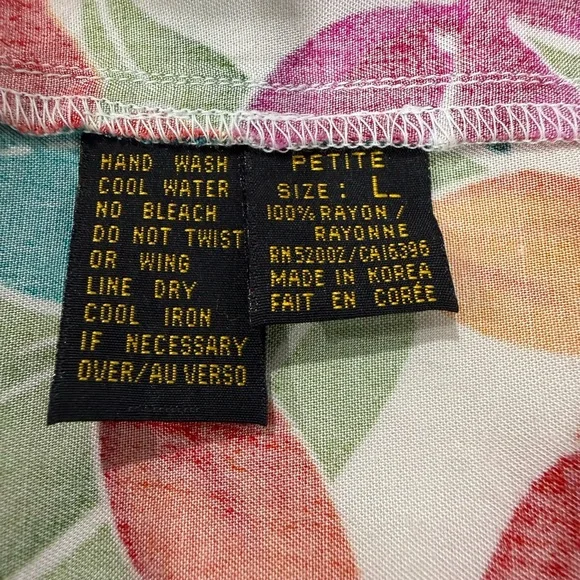 HAND WASH
COOL WATER
NO BLEACH
DO NOT TWIST
OR WING
LINE DRY
COOL IRON
IF NECESSARY
OVER/AU VERSO
PETITE
SIZE: L
100% RAYON/
RAYONNE
RN52002/CA16396
MADE IN KOREA
FAIT EN CORÉE